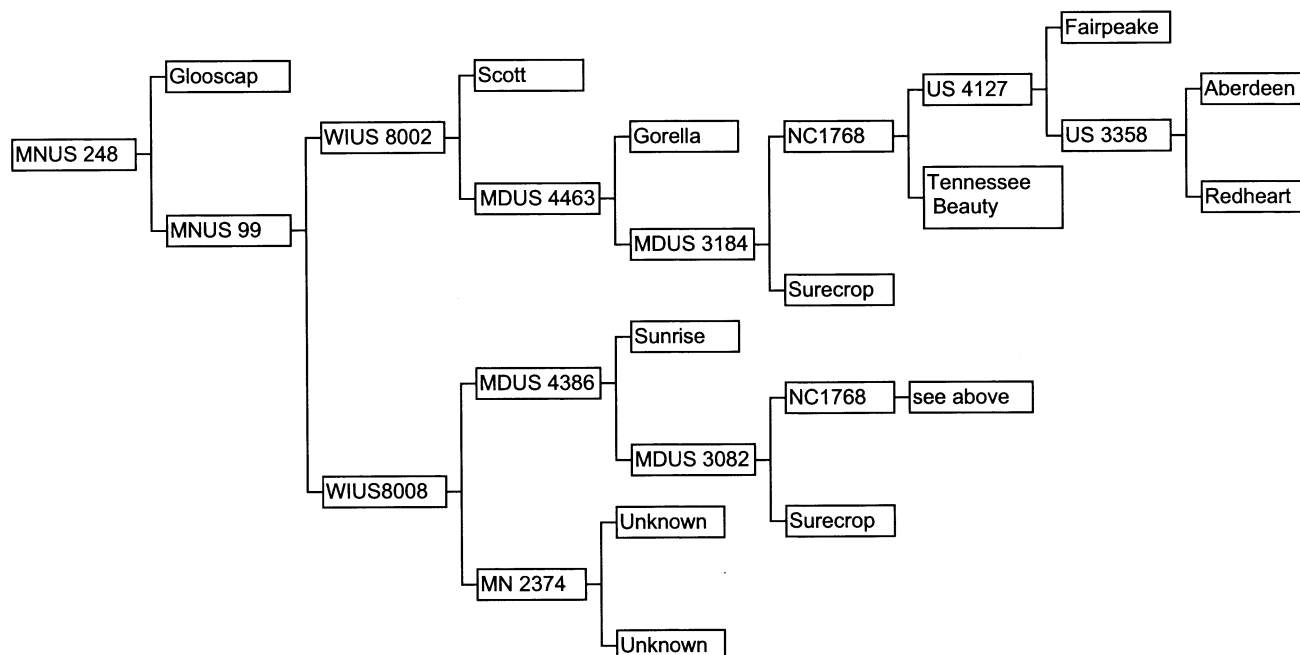 Fairpeake
Glooscap
Scott
US 4127
Aberdeen
MNUS 248
WIUS 8002
Gorella
NC1768
US 3358
MDUS 4463
Tennessee
Beauty
Redheart
MNUS 99
MDUS 3184
Surecrop
Sunrise
MDUS 4386
NC1768
see above
MDUS 3082
WIUS8008
Unknown
Surecrop
MN 2374
Unknown